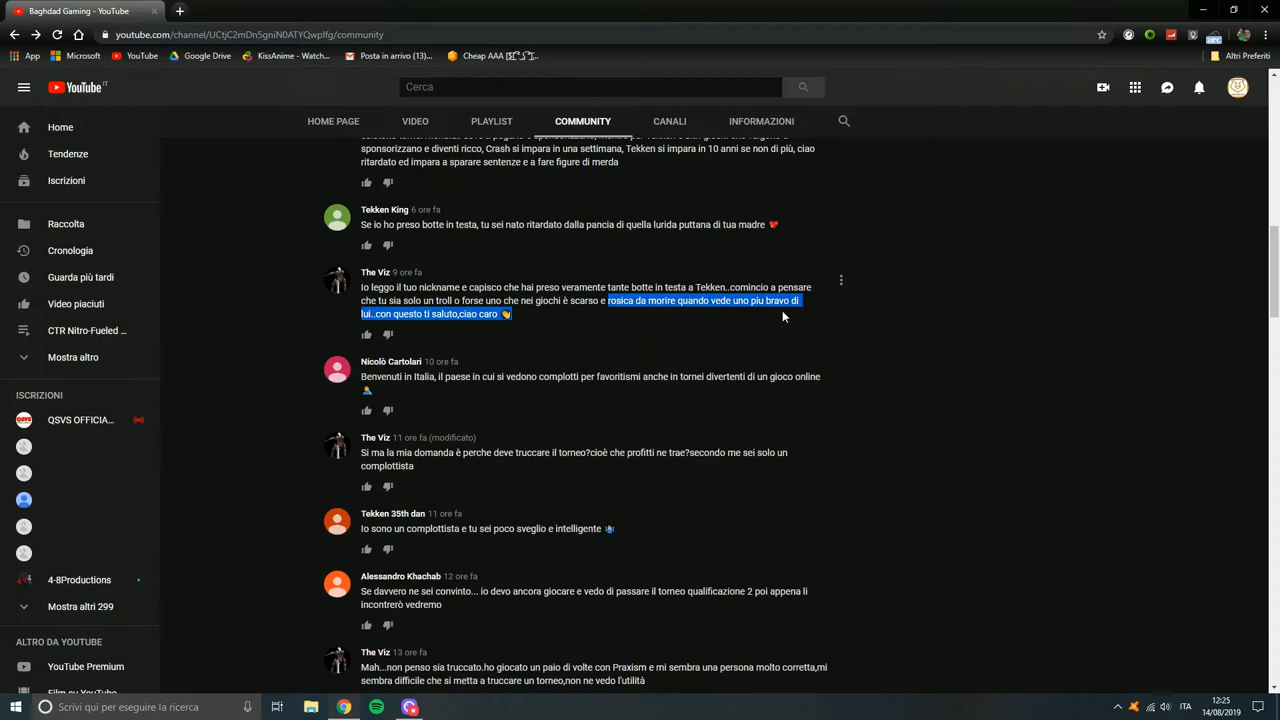 Baghdad Gaming - YouTube
youtube.com/channel/UCtjC2mDn5gniN0ATYQwpIfg/community
App
Microsoft
YouTube
Google Drive
KissAnime - Watch...
Posta in arrivo (13)...
Cheap AAA
Altri Preferiti
YouTube IT
Cerca
HOME PAGE
VIDEO
PLAYLIST
COMMUNITY
CANALI
INFORMAZIONI
Home
Tendenze
Iscrizioni
Raccolta
Cronologia
Guarda più tardi
Video piaciuti
CTR Nitro-Fueled ...
Mostra altro
ISCRIZIONI
QSVS OFFICIA...
4-8Productions
Mostra altri 299
ALTRO DA YOUTUBE
YouTube Premium
Film su YouTube
sponsorizzano e diventi ricco, Crash si impara in una settimana, Tekken si impara in 10 anni se non di più, ciao
ritardato ed impara a sparare sentenze e a fare figure di merda
Tekken King 6 ore fa
Se io ho preso botte in testa, tu sei nato ritardato dalla pancia di quella lurida puttana di tua madre
The Viz 9 ore fa
Io leggo il tuo nickname e capisco che hai preso veramente tante botte in testa a Tekken..comincio a pensare
che tu sia solo un troll o forse uno che nei giochi è scarso e rosica da morire quando vede uno piu bravo di
lui..con questo ti saluto,ciao caro 👏
Nicolò Cartolari 10 ore fa
Benvenuti in Italia, il paese in cui si vedono complotti per favoritismi anche in tornei divertenti di un gioco online
The Viz 11 ore fa (modificato)
Si ma la mia domanda è perche deve truccare il torneo?cioè che profitti ne trae?secondo me sei solo un
complottista
Tekken 35th dan 11 ore fa
Io sono un complottista e tu sei poco sveglio e intelligente
Alessandro Khachab 12 ore fa
Se davvero ne sei convinto... io devo ancora giocare e vedo di passare il torneo qualificazione 2 poi appena li
incontrerò vedremo
The Viz 13 ore fa
Mah...non penso sia truccato.ho giocato un paio di volte con Praxism e mi sembra una persona molto corretta,mi
sembra difficile che si metta a truccare un torneo,non ne vedo l'utilità
Scrivi qui per eseguire la ricerca
ITA
12:25
14/08/2019